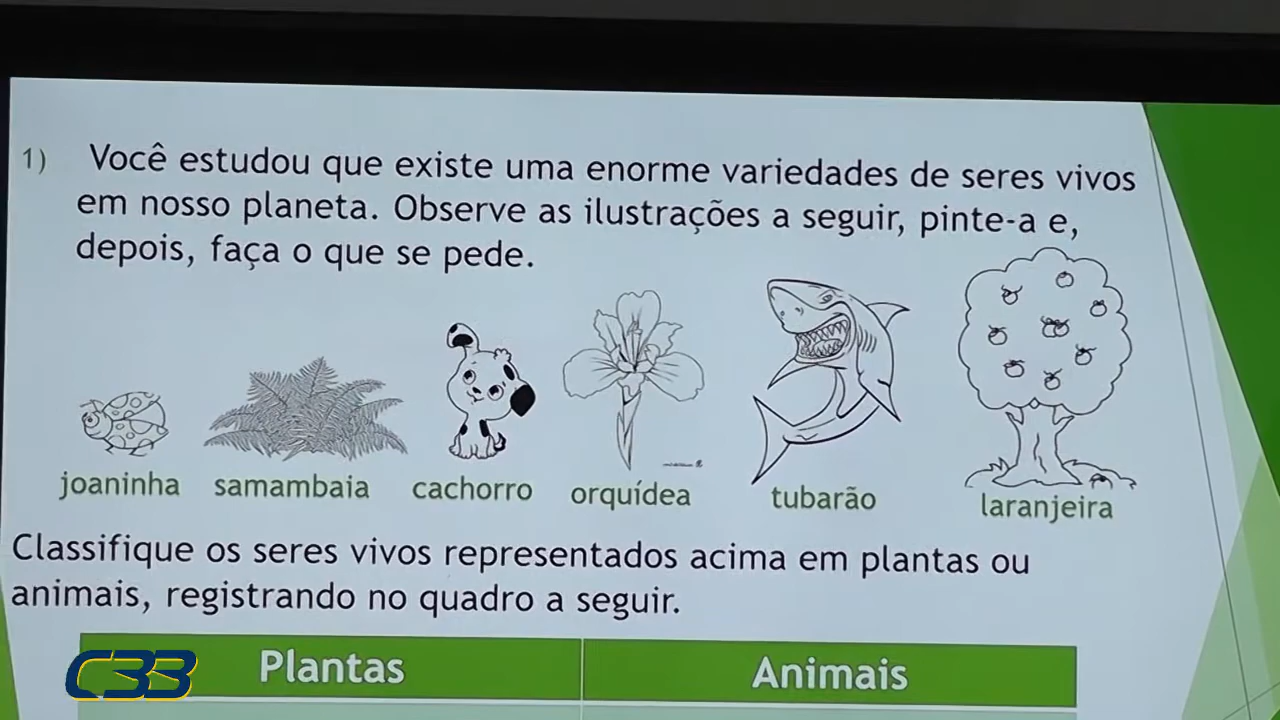 1) Você estudou que existe uma enorme variedades de seres vivos
em nosso planeta. Observe as ilustrações a seguir, pinte-a e,
depois, faça o que se pede.
joaninha samambaia cachorro orquídea tubarão laranjeira
Classifique os seres vivos representados acima em plantas ou
animais, registrando no quadro a seguir.
Plantas Animais
C33